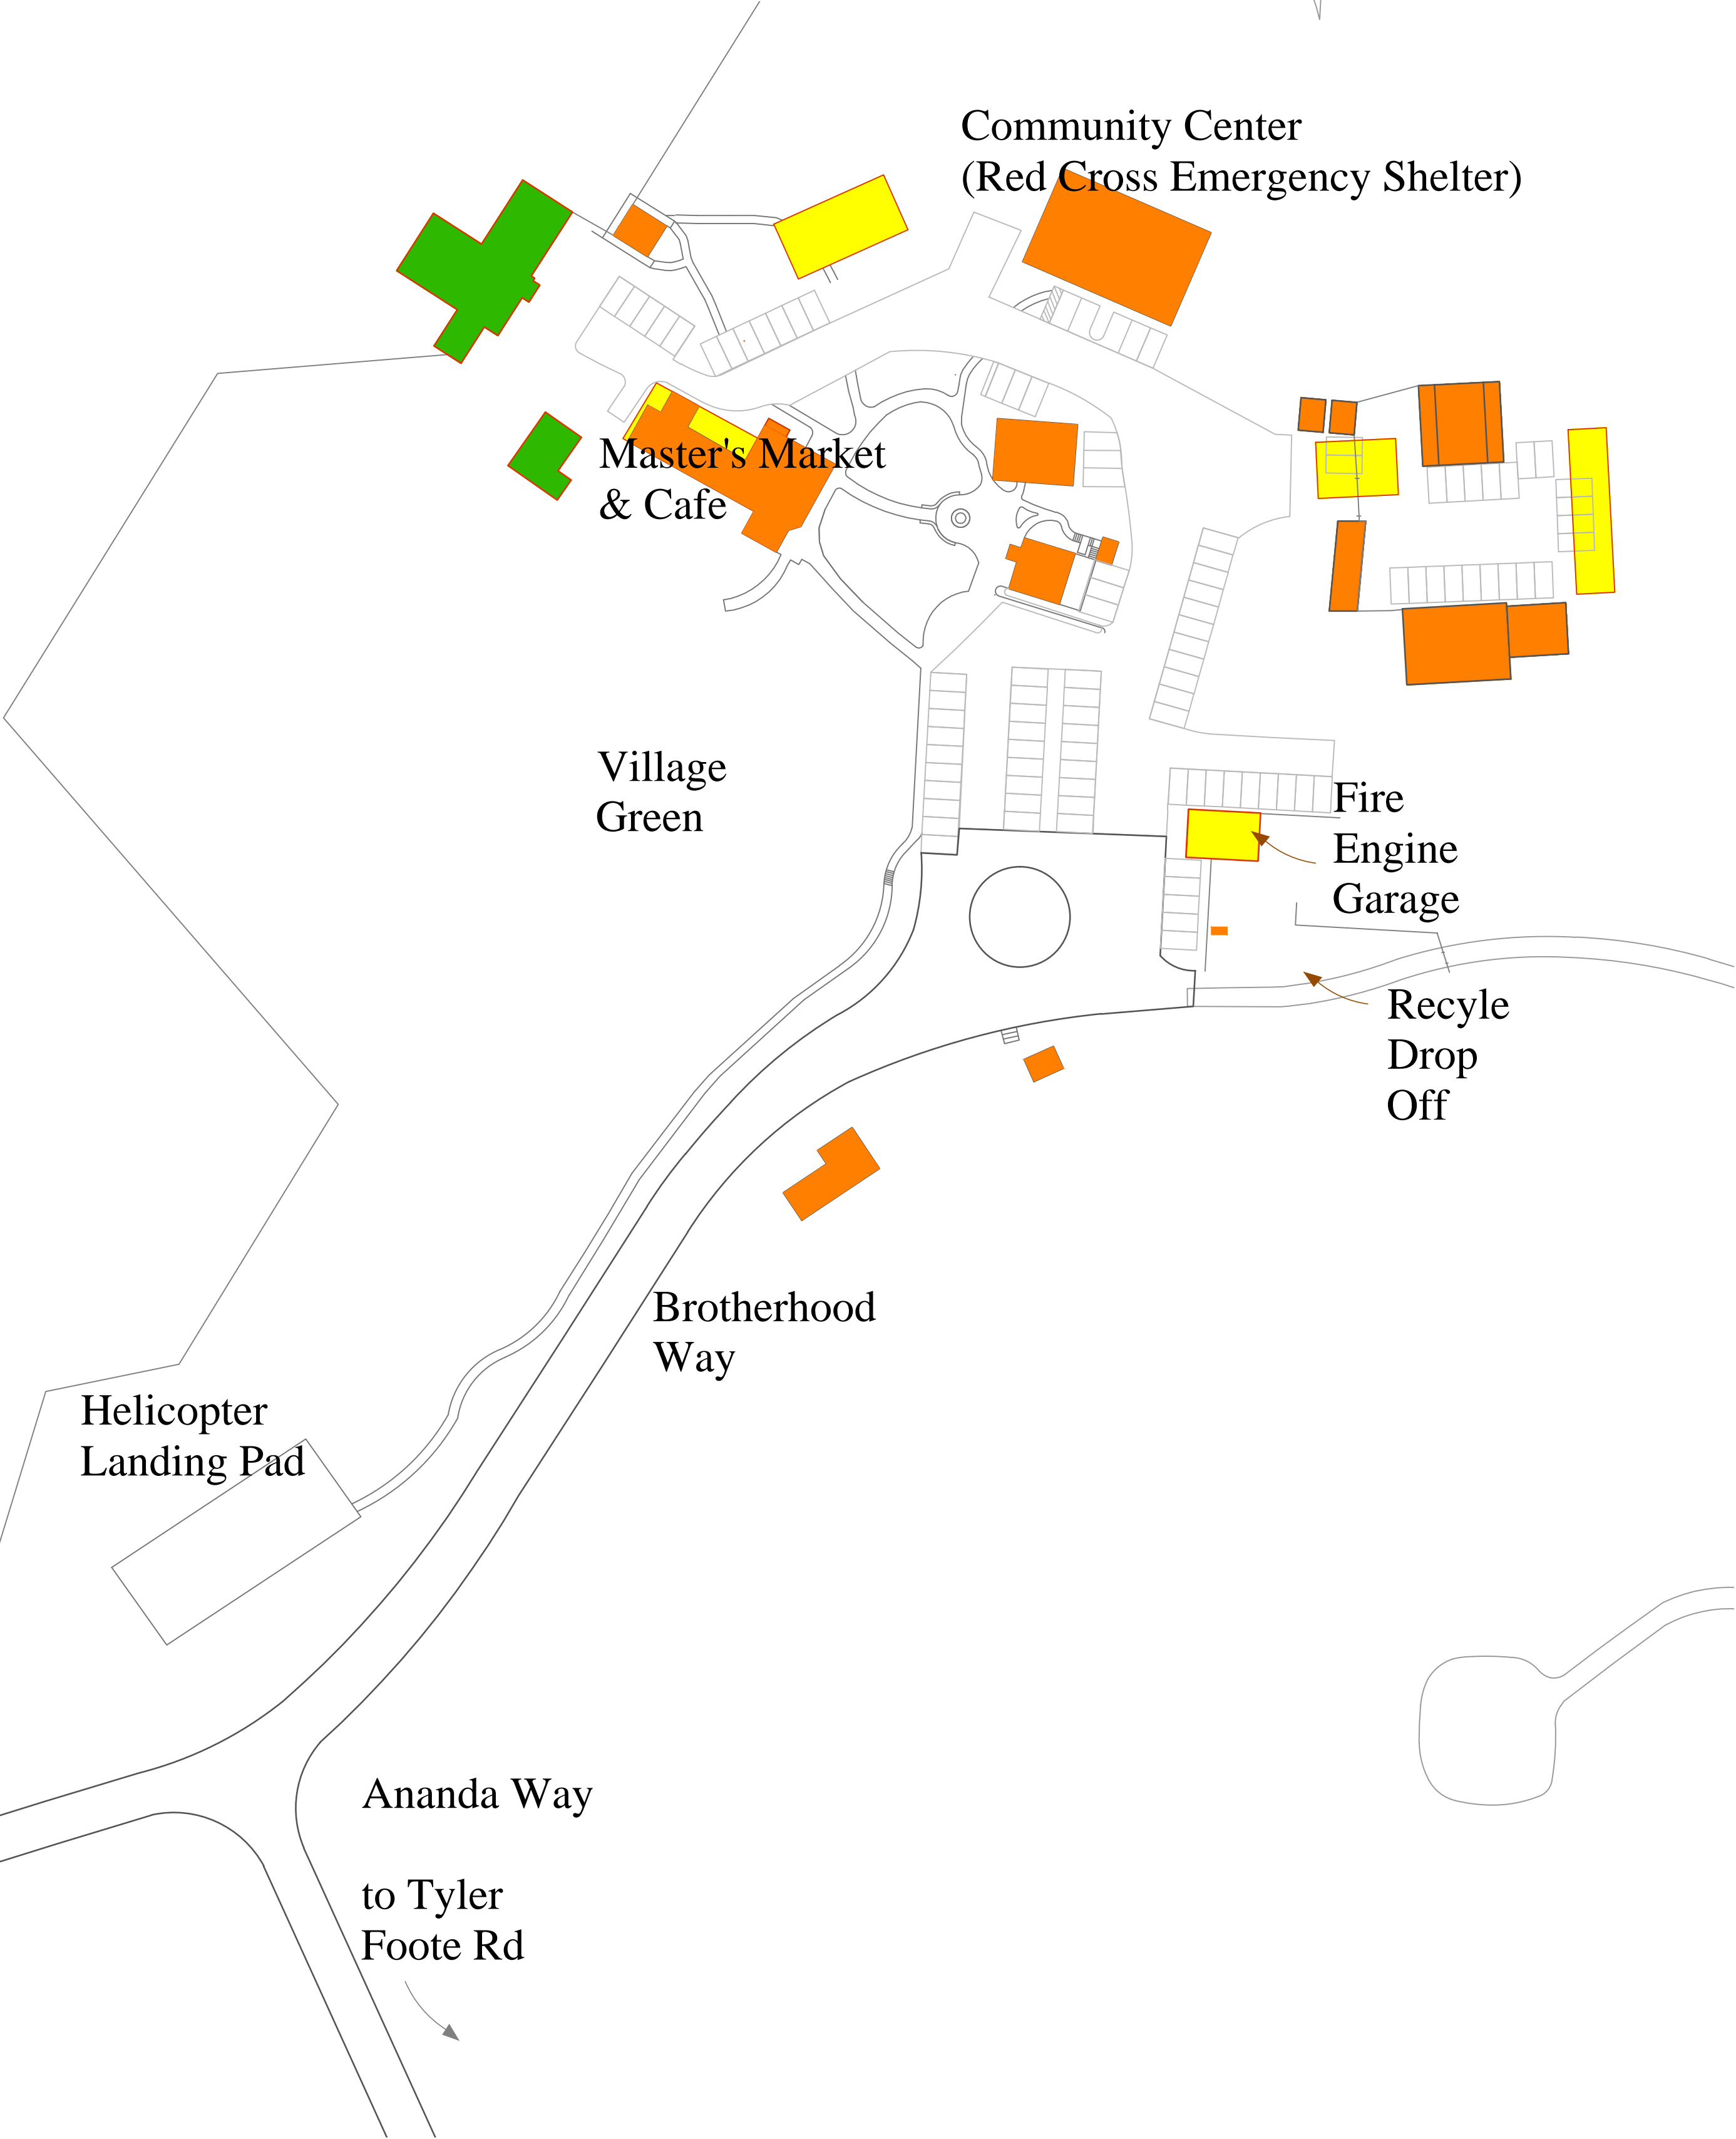 Community Center
(Red Cross Emergency Shelter)
Master's Market
& Cafe
Village
Green
Fire
Engine
Garage
Recyle
Drop
Off
Brotherhood
Way
Helicopter
Landing Pad
Ananda Way
to Tyler
Foote Rd